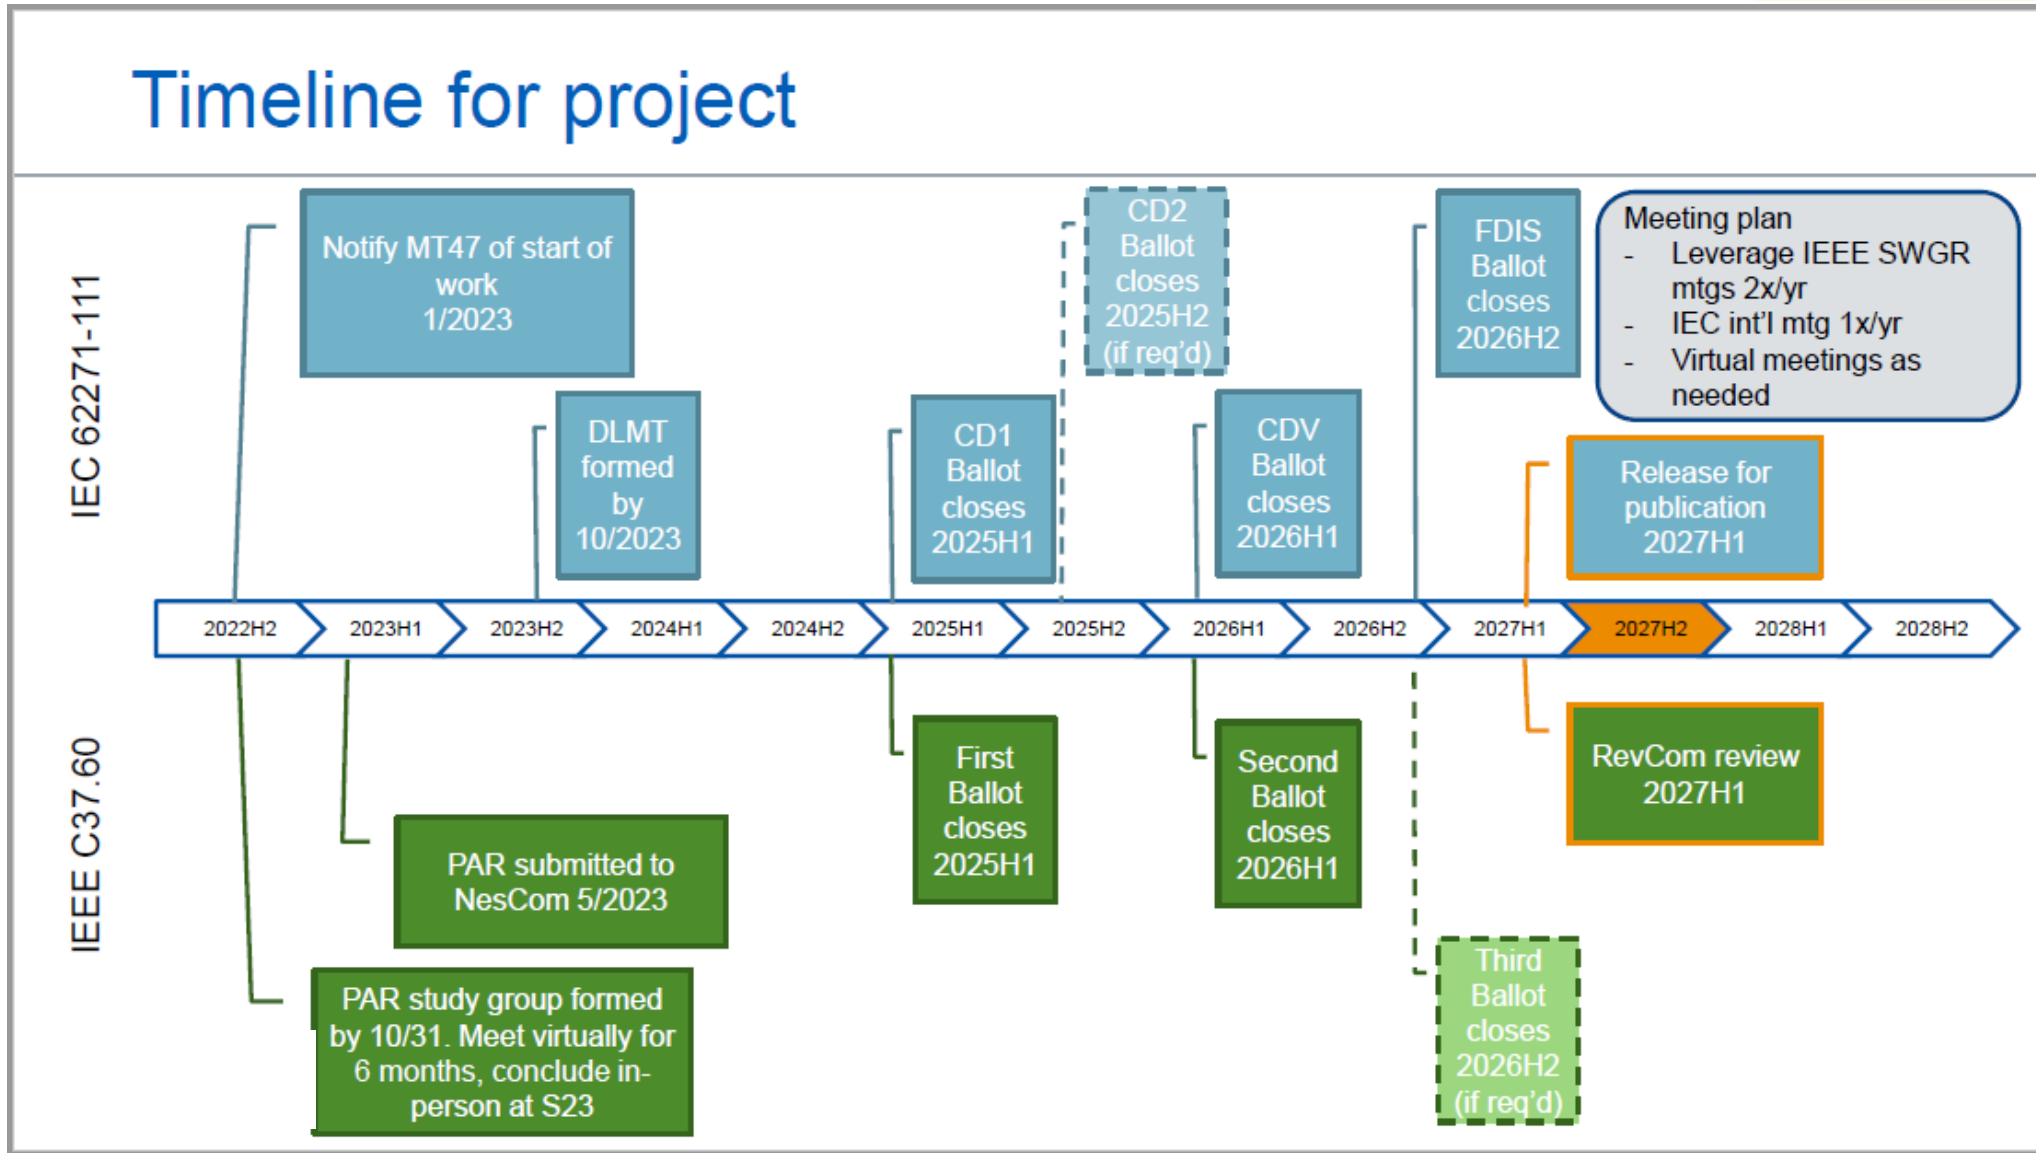 Timeline for project
IEC 62271-111
Notify MT47 of start of
work
1/2023
DLMT
formed
by
10/2023
CD1
Ballot
closes
2025H1
CD2
Ballot
closes
2025H2
(if req'd)
CDV
Ballot
closes
2026H1
FDIS
Ballot
closes
2026H2
Meeting plan
- Leverage IEEE SWGR
mtgs 2x/yr
- IEC int'l mtg 1x/yr
- Virtual meetings as
needed
Release for
publication
2027H1
2022H2 2023H1 2023H2 2024H1 2024H2 2025H1 2025H2 2026H1 2026H2 2027H1 2027H2 2028H1 2028H2
IEEE C37.60
PAR study group formed
by 10/31. Meet virtually for
6 months, conclude in-
person at S23
PAR submitted to
NesCom 5/2023
First
Ballot
closes
2025H1
Second
Ballot
closes
2026H1
Third
Ballot
closes
2026H2
(if req'd)
RevCom review
2027H1